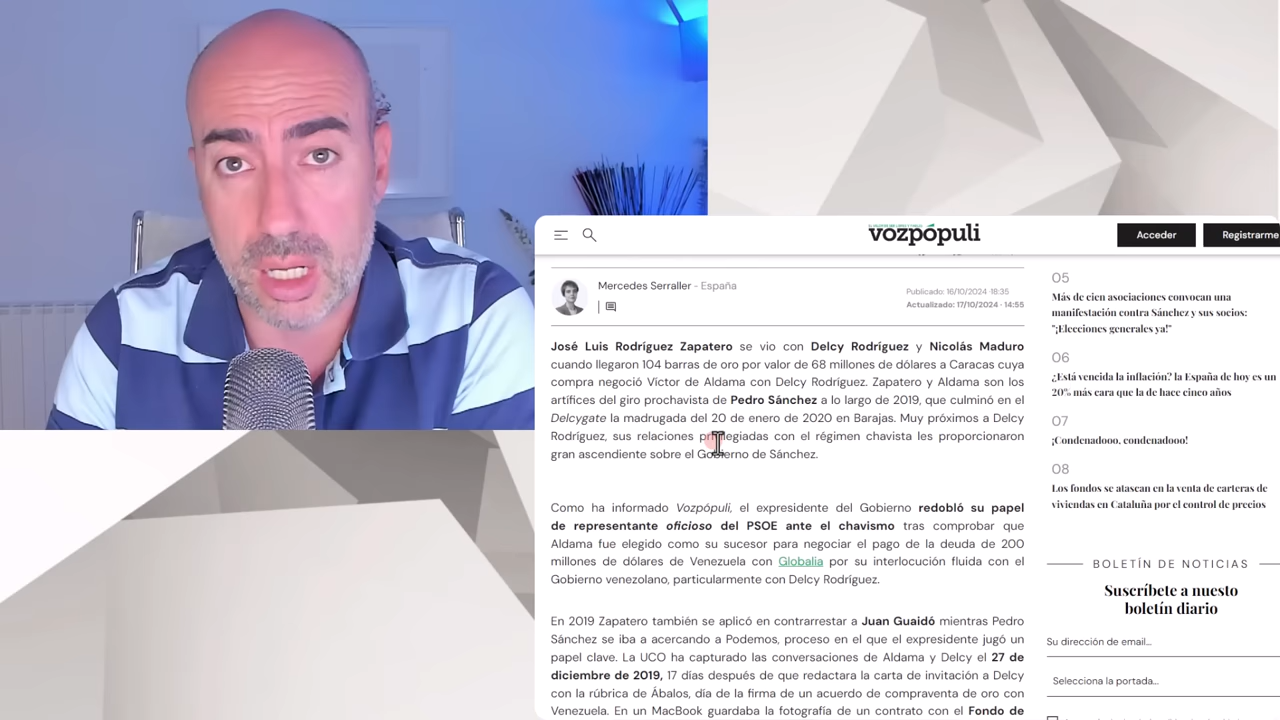 vozpópuli
Acceder
Registrarme
Mercedes Serraller - España
Publicado: 16/10/2024 ·18:35
Actualizado: 17/10/2024 · 14:55
José Luis Rodríguez Zapatero se vio con Delcy Rodríguez y Nicolás Maduro
cuando llegaron 104 barras de oro por valor de 68 millones de dólares a Caracas cuya
compra negoció Víctor de Aldama con Delcy Rodríguez. Zapatero y Aldama son los
artífices del giro prochavista de Pedro Sánchez a lo largo de 2019, que culminó en el
Delcygate la madrugada del 20 de enero de 2020 en Barajas. Muy próximos a Delcy
Rodríguez, sus relaciones privilegiadas con el régimen chavista les proporcionaron
gran ascendiente sobre el Gobierno de Sánchez.
Como ha informado Vozpópuli, el expresidente del Gobierno redobló su papel
de representante oficioso del PSOE ante el chavismo tras comprobar que
Aldama fue elegido como su sucesor para negociar el pago de la deuda de 200
millones de dólares de Venezuela con Globalia por su interlocución fluida con el
Gobierno venezolano, particularmente con Delcy Rodríguez.
En 2019 Zapatero también se aplicó en contrarrestar a Juan Guaidó mientras Pedro
Sánchez se iba a acercando a Podemos, proceso en el que el expresidente jugó un
papel clave. La UCO ha capturado las conversaciones de Aldama y Delcy el 27 de
diciembre de 2019, 17 días después de que redactara la carta de invitación a Delcy
con la rúbrica de Ábalos, día de la firma de un acuerdo de compraventa de oro con
Venezuela. En un MacBook guardaba la fotografía de un contrato con el Fondo de
05
Más de cien asociaciones convocan una
manifestación contra Sánchez y sus socios:
"¡Elecciones generales ya!"
06
¿Está vencida la inflación? la España de hoy es un
20% más cara que la de hace cinco años
07
¡Condenadooo, condenadooo!
08
Los fondos se atascan en la venta de carteras de
viviendas en Cataluña por el control de precios
BOLETÍN DE NOTICIAS
Suscríbete a nuesto
boletín diario
Su dirección de email...
Selecciona la portada...